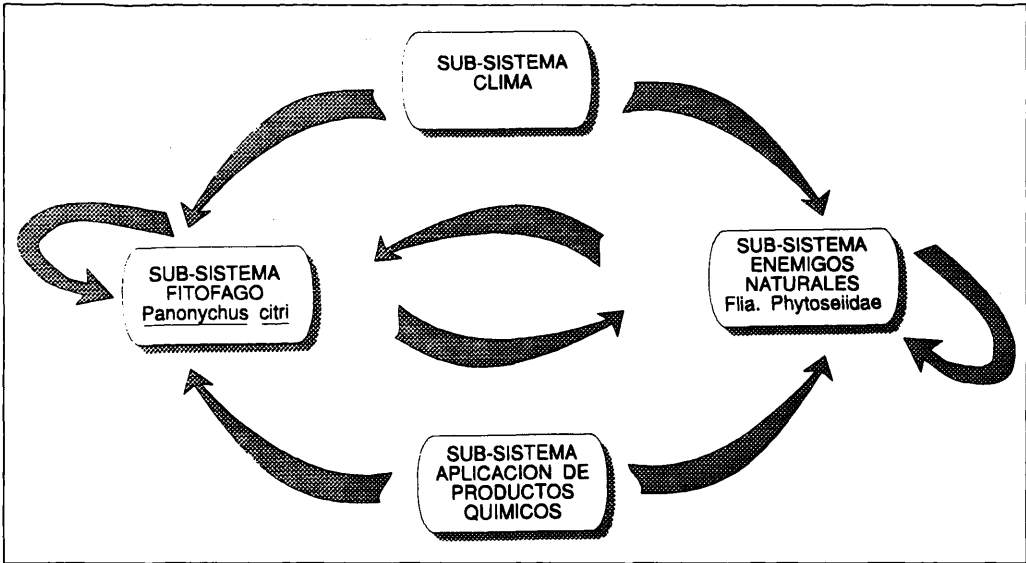 SUB-SISTEMA
CLIMA
SUB-SISTEMA
FITOFAGO
Panonychus citri
SUB-SISTEMA
ENEMIGOS
NATURALES
Flia. Phytoseiidae
SUB-SISTEMA
APLICACION DE
PRODUCTOS
QUIMICOS